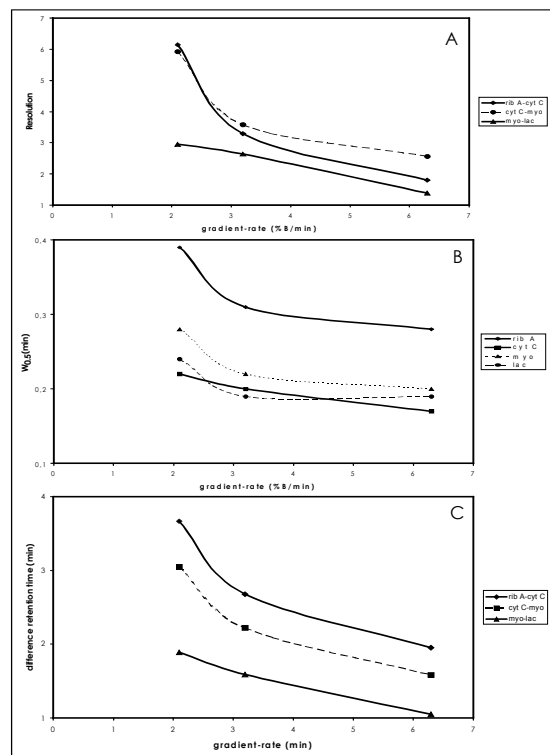 A
7
6
5
4
3
2
1
0 1 2 3 4 5 6 7
Resolution
gradient-rate (%B/min)
rib A-cyt C
cyt C-myo
myo-lac
B
0,4
0,3
0,2
0,1
0 1 2 3 4 5 6 7
W0,5(min)
gradient-rate (%B/min)
rib A
cyt C
myo
lac
C
4
3
2
1
0 1 2 3 4 5 6 7
difference retention time (min)
gradient-rate (min)
rib A-cyt C
cyt C-myo
myo-lac